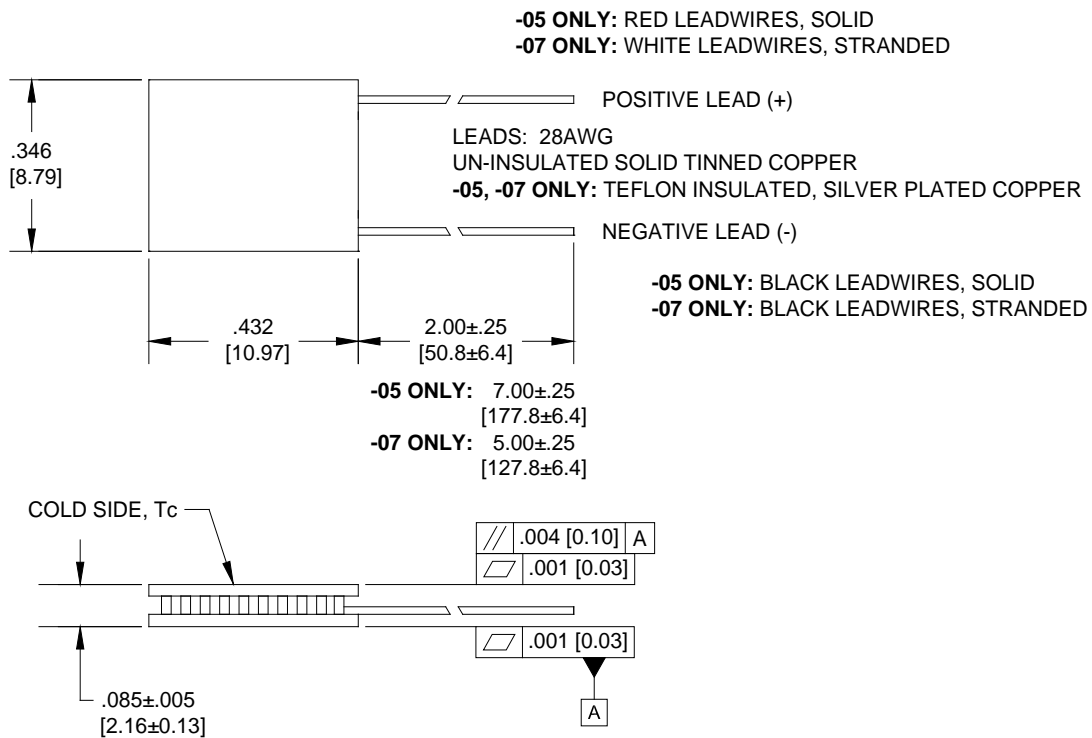 -05 ONLY: RED LEADWIRES, SOLID
-07 ONLY: WHITE LEADWIRES, STRANDED
POSITIVE LEAD (+)
.346
[8.79]
LEADS: 28AWG
UN-INSULATED SOLID TINNED COPPER
-05, -07 ONLY: TEFLON INSULATED, SILVER PLATED COPPER
NEGATIVE LEAD (-)
-05 ONLY: BLACK LEADWIRES, SOLID
-07 ONLY: BLACK LEADWIRES, STRANDED
.432
[10.97]
2.00±.25
[50.8±6.4]
-05 ONLY: 7.00±.25
[177.8±6.4]
-07 ONLY: 5.00±.25
[127.8±6.4]
COLD SIDE, Tc
// .004 [0.10] A
.001 [0.03]
.001 [0.03]
A
.085±.005
[2.16±0.13]